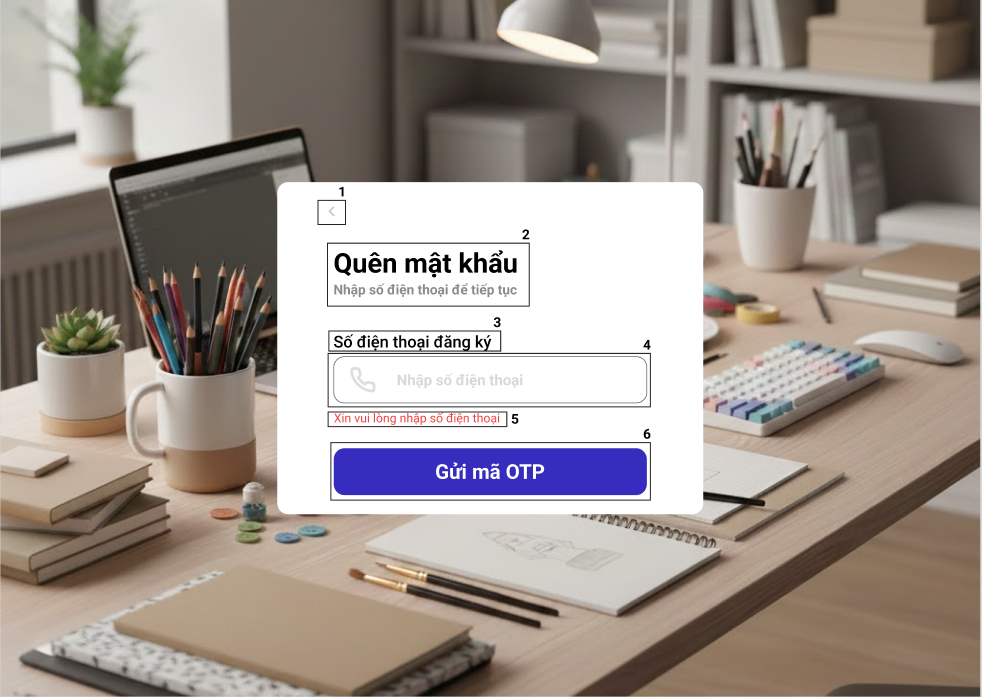 1
2
Quên mật khẩu
Nhập số điện thoại để tiếp tục
3
Số điện thoại đăng ký
4
Nhập số điện thoại
Xin vui lòng nhập số điện thoại 5
6
Gửi mã OTP